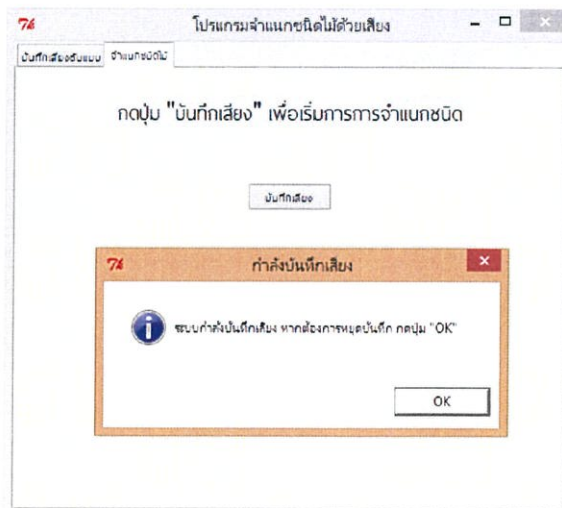 โปรแกรมจำแนกชนิดไม้ด้วยเสียง
บันทึกเสียงต้นแบบ จำแนกชนิดไม้
กดปุ่ม "บันทึกเสียง" เพื่อเริ่มการการจำแนกชนิด
บันทึกเสียง
กำลังบันทึกเสียง
ระบบกำลังบันทึกเสียง หากต้องการหยุดบันทึก กดปุ่ม "OK"
OK